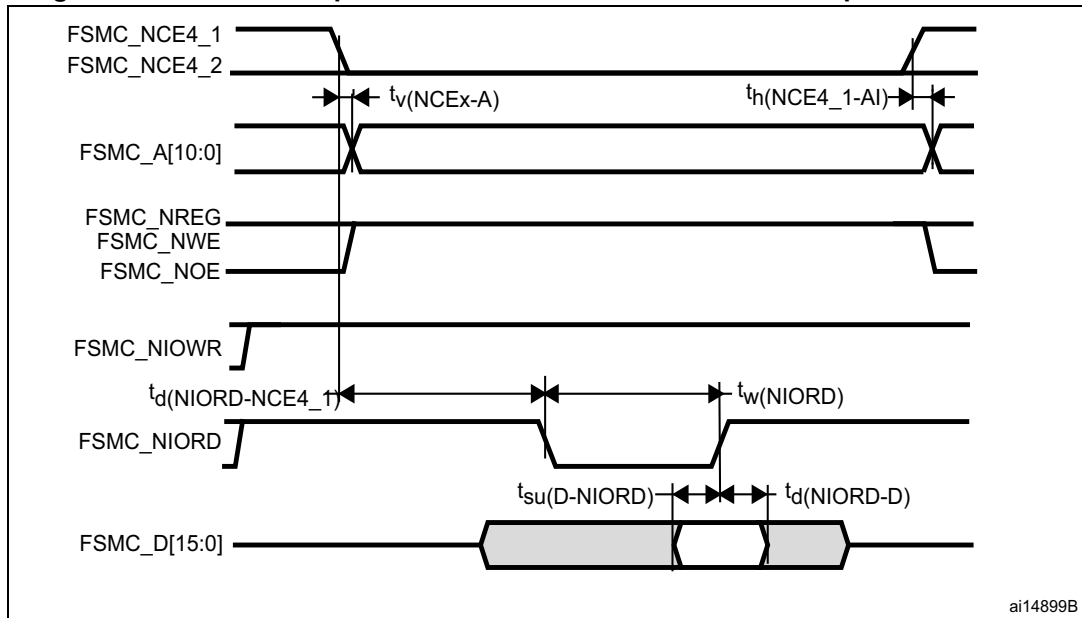 FSMC_NCE4_1
FSMC_NCE4_2
tv(NCEx-A)
th(NCE4_1-AI)
FSMC_A[10:0]
FSMC_NREG
FSMC_NWE
FSMC_NOE
FSMC_NIOWR
td(NIORD-NCE4_1)
tw(NIORD)
FSMC_NIORD
tsu(D-NIORD)
td(NIORD-D)
FSMC_D[15:0]
ai14899B